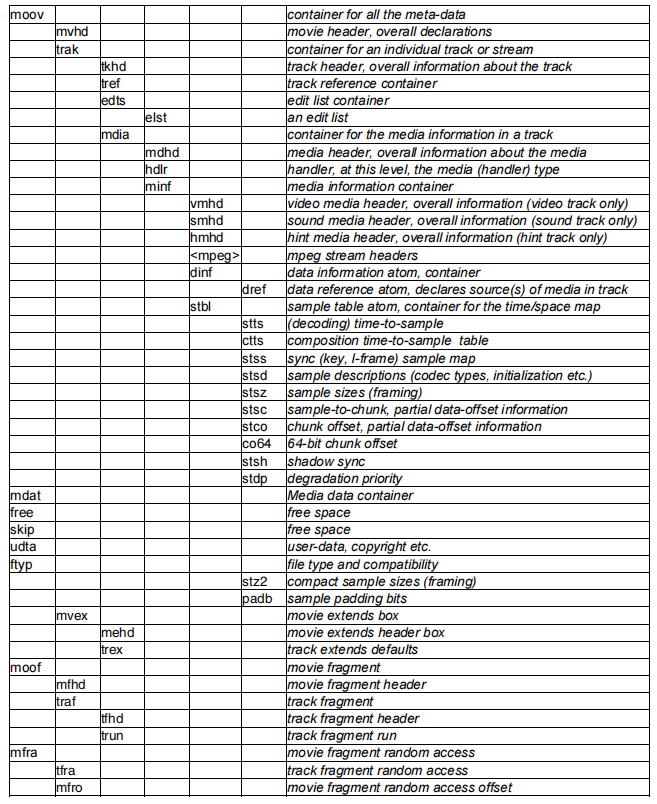 moov container for all the meta-data
mvhd movie header, overall declarations
trak container for an individual track or stream
tkhd track header, overall information about the track
tref track reference container
edts edit list container
elst an edit list
mdia container for the media information in a track
mdhd media header, overall information about the media
hdlr handler, at this level, the media (handler) type
minf media information container
vmhd video media header, overall information (video track only)
smhd sound media header, overall information (sound track only)
hmhd hint media header, overall information (hint track only)
<mpeg> mpeg stream headers
dinf data information atom, container
dref data reference atom, declares source(s) of media in track
stbl sample table atom, container for the time/space map
stts (decoding) time-to-sample
ctts composition time-to-sample table
stss sync (key, I-frame) sample map
stsd sample descriptions (codec types, initialization etc.)
stsz sample sizes (framing)
stsc sample-to-chunk, partial data-offset information
stco chunk offset, partial data-offset information
co64 64-bit chunk offset
stsh shadow sync
stdp degradation priority
mdat Media data container
free free space
skip free space
udta user-data, copyright etc.
ftyp file type and compatibility
stz2 compact sample sizes (framing)
padb sample padding bits
mvex movie extends box
mehd movie extends header box
trex track extends defaults
moof movie fragment
mfhd movie fragment header
traf track fragment
tfhd track fragment header
trun track fragment run
mfra movie fragment random access
tfra track fragment random access
mfro movie fragment random access offset